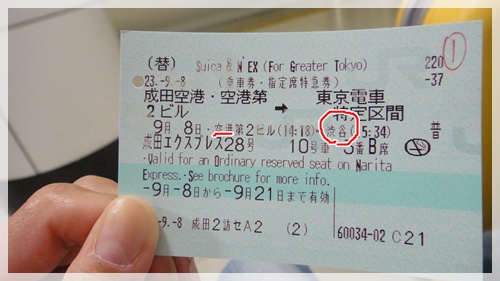 (替) Suica & N'EX (For Greater Tokyo) 220
23.-9.-8 (乗車券・指定席特急券) -37
①
成田空港・空港第2ビル → 東京電車特定区間
9月 8日・空港第2ビル(14:18)→渋谷(15:34) 普
成田エクスプレス28号 10号車 番B席
・Valid for an Ordinary reserved seat on Narita
Express.・See brochure for more info.
-9月-8日から-9月21日まで有効
-9.-8 成田2訪セA2 (2) 60034-02 C21